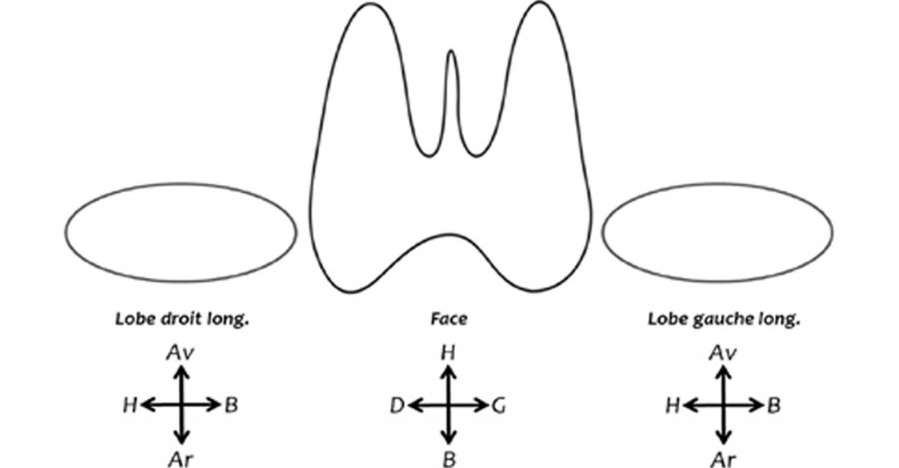 Lobe droit long.
Face
Lobe gauche long.
Av
H
Av
H B
D G
H B
Ar
B
Ar